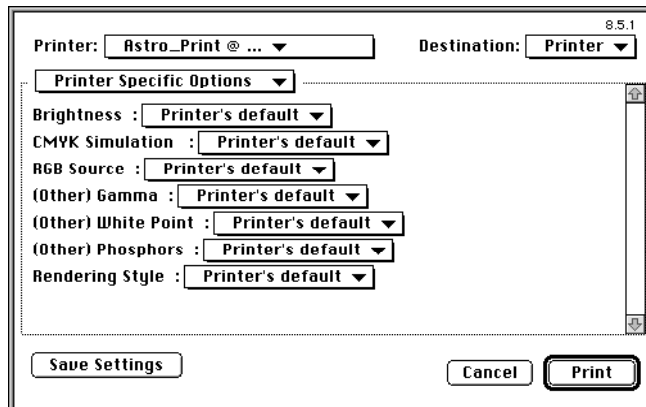 8.5.1
Printer: Astro_Print @ ... Destination: Printer
Printer Specific Options
Brightness : Printer's default
CMYK Simulation : Printer's default
RGB Source : Printer's default
(Other) Gamma : Printer's default
(Other) White Point : Printer's default
(Other) Phosphors : Printer's default
Rendering Style : Printer's default
Save Settings Cancel Print